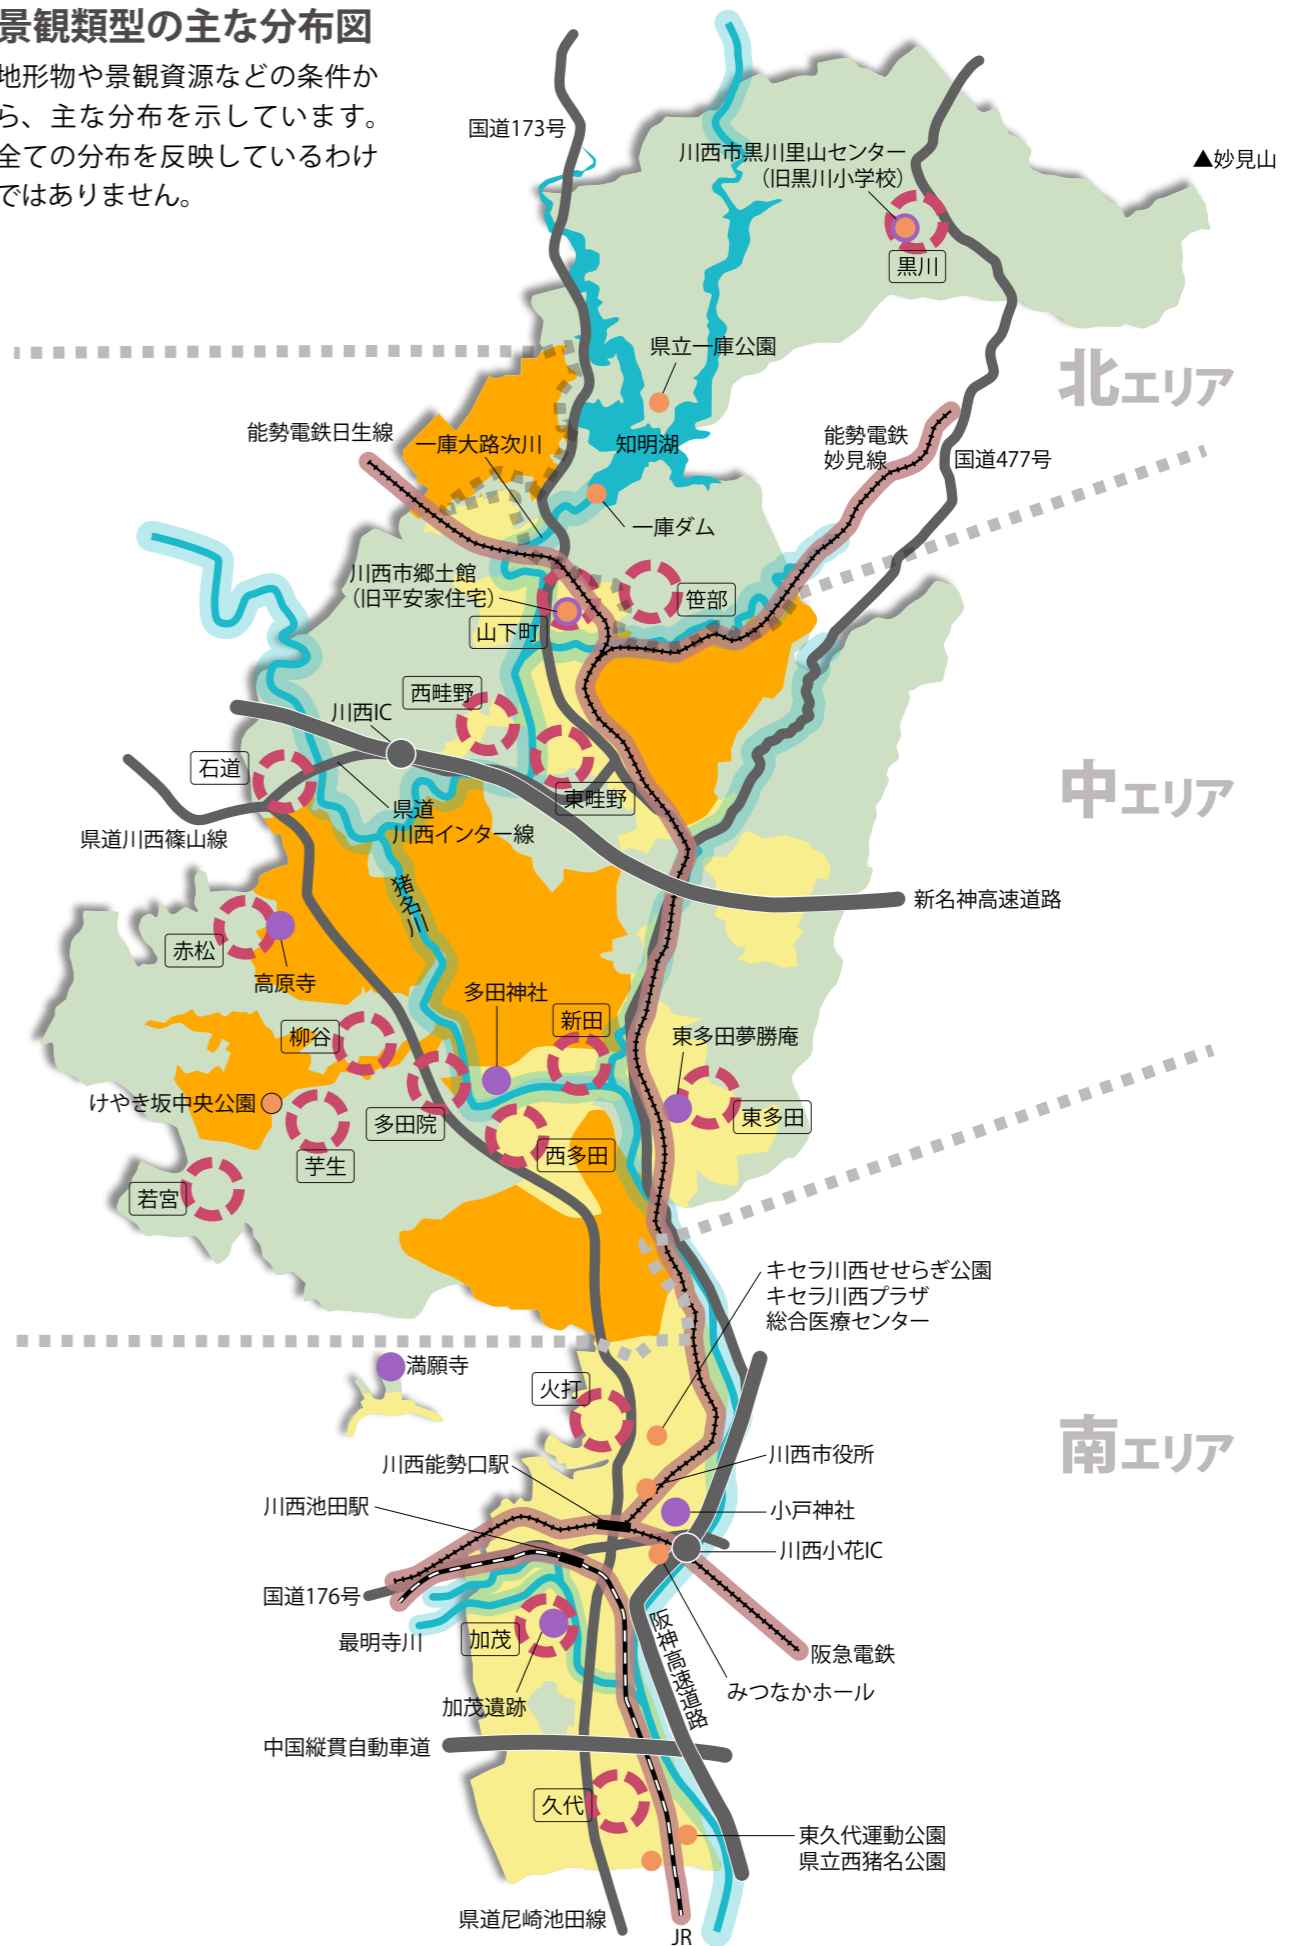 景観類型の主な分布図
地形物や景観資源などの条件か
ら、主な分布を示しています。
全ての分布を反映しているわけ
ではありません。
国道173号
川西市黒川里山センター
（旧黒川小学校）
▲妙見山
黒川
県立一庫公園
北エリア
能勢電鉄日生線
一庫大路次川
知明湖
能勢電鉄
妙見線
国道477号
一庫ダム
川西市郷土館
（旧平安家住宅）
笹部
山下町
西畦野
川西IC
石道
東畦野
中エリア
県道
川西インター線
県道川西篠山線
猪名川
新名神高速道路
赤松
高原寺
多田神社
新田
柳谷
東多田夢勝庵
けやき坂中央公園
多田院
東多田
芋生
西多田
若宮
キセラ川西せせらぎ公園
キセラ川西プラザ
総合医療センター
満願寺
火打
南エリア
川西能勢口駅
川西市役所
川西池田駅
小戸神社
川西小花IC
国道176号
最明寺川
加茂
阪神高速道路
阪急電鉄
みつなかホール
加茂遺跡
中国縦貫自動車道
久代
東久代運動公園
県立西猪名公園
県道尼崎池田線
JR